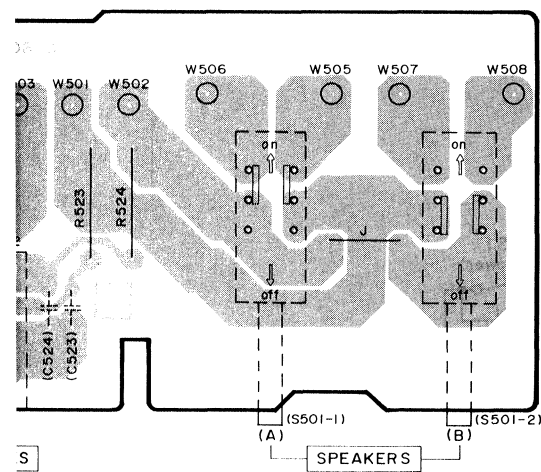 03 W501 W502 W506 W505 W507 W508
on on
R523 R524
J
off off
(C524) (C523)
(S501-1) (S501-2)
(A) (B)
S SPEAKERS